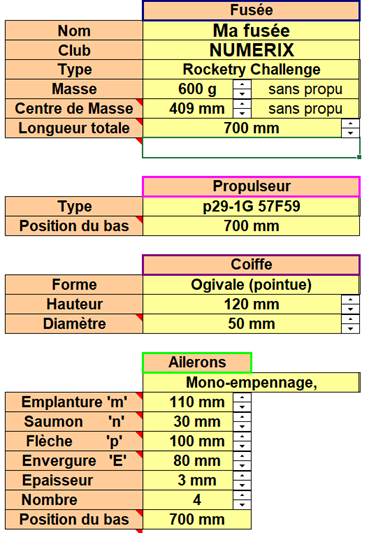 Fusée
Nom Ma fusée
Club NUMERIX
Type Rocketry Challenge
Masse 600 g sans propu
Centre de Masse 409 mm sans propu
Longueur totale 700 mm
Propulseur
Type p29-1G 57F59
Position du bas 700 mm
Coiffe
Forme Ogivale (pointue)
Hauteur 120 mm
Diamètre 50 mm
Ailerons
Mono-empennage,
Emplanture 'm' 110 mm
Saumon 'n' 30 mm
Flèche 'p' 100 mm
Envergure 'E' 80 mm
Epaisseur 3 mm
Nombre 4
Position du bas 700 mm